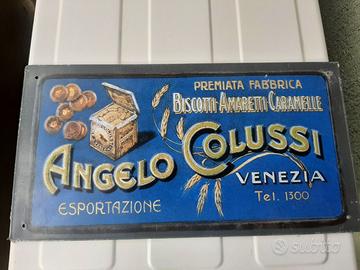 PREMIATA FABBRICA
BISCOTTI AMARETTI CARAMELLE
ANGELO COLUSSI
VENEZIA
ESPORTAZIONE
TEL. 1300
subito